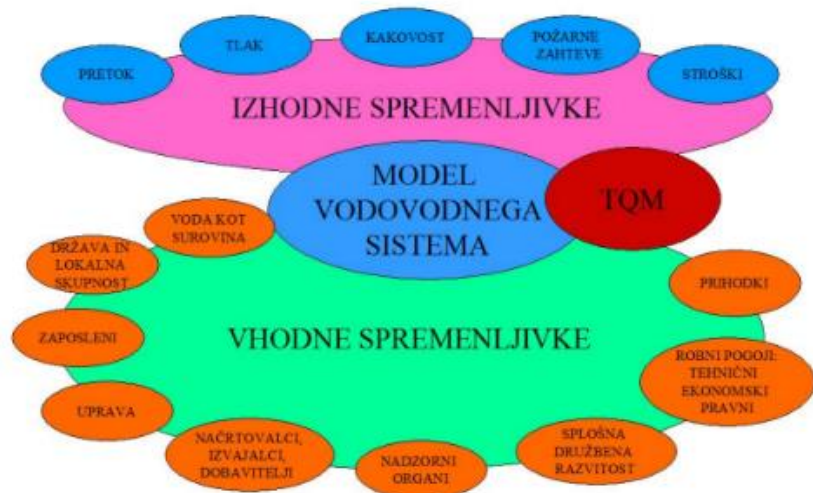 PRETOK
TLAK
KAKOVOST
POŽARNE
ZAHTEVE
STROŠKI
IZHODNE SPREMENLJIVKE
MODEL
VODOVODNEGA
SISTEMA
TQM
VODA KOT
SUROVINA
DRŽAVA IN
LOKALNA
SKUPNOST
ZAPOSLENI
UPRAVA
NAČRTOVALCI,
IZVAJALCI,
DOBAVITELJI
NADZORNI
ORGANI
SPLOŠNA
DRUŽBENA
RAZVITOST
ROBNI POGOJI:
TEHNIČNI
EKONOMSKI
PRAVNI
PRIHODKI
VHODNE SPREMENLJIVKE